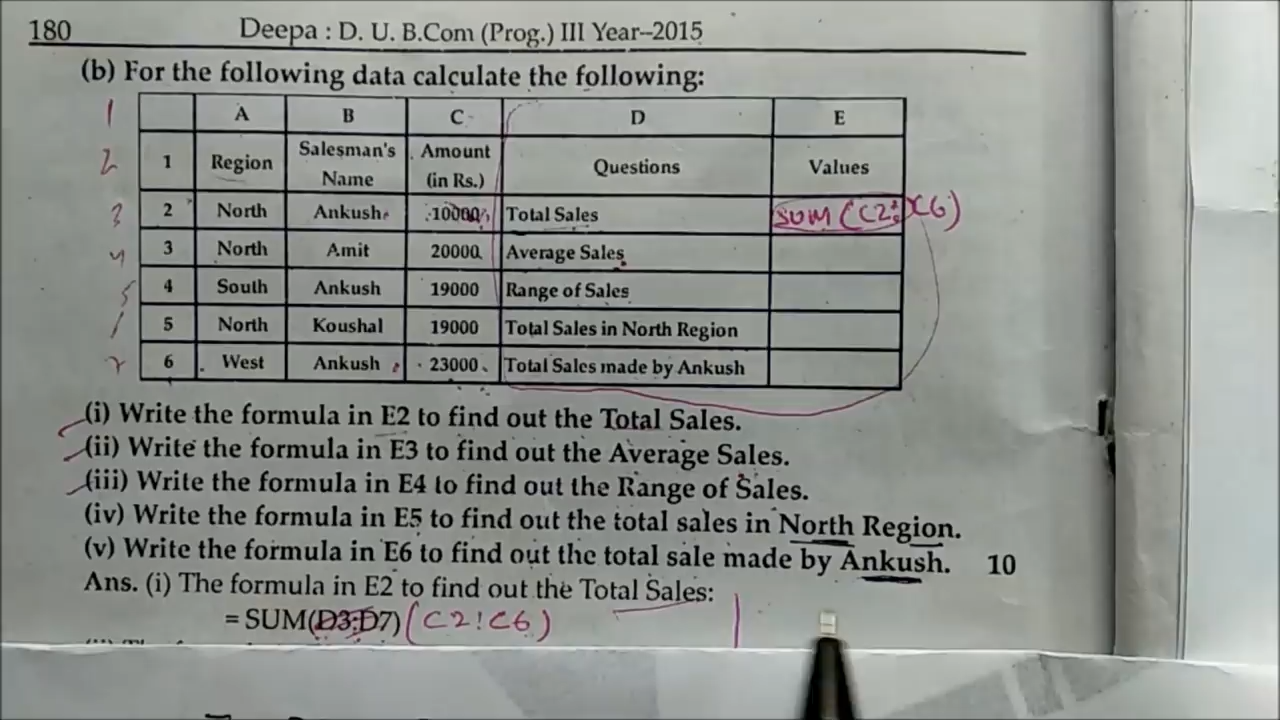 180 Deepa : D. U. B.Com (Prog.) III Year–2015
(b) For the following data calculate the following:
1 A B C D E
2 1 Region Salesman's Name Amount (in Rs.) Questions Values
3 2 North Ankush 10000 Total Sales SUM (C2:C6)
4 3 North Amit 20000 Average Sales
5 4 South Ankush 19000 Range of Sales
5 North Koushal 19000 Total Sales in North Region
7 6 West Ankush 23000 Total Sales made by Ankush
(i) Write the formula in E2 to find out the Total Sales.
(ii) Write the formula in E3 to find out the Average Sales.
(iii) Write the formula in E4 to find out the Range of Sales.
(iv) Write the formula in E5 to find out the total sales in North Region.
(v) Write the formula in E6 to find out the total sale made by Ankush. 10
Ans. (i) The formula in E2 to find out the Total Sales:
= SUM(D3:D7) (C2:C6)